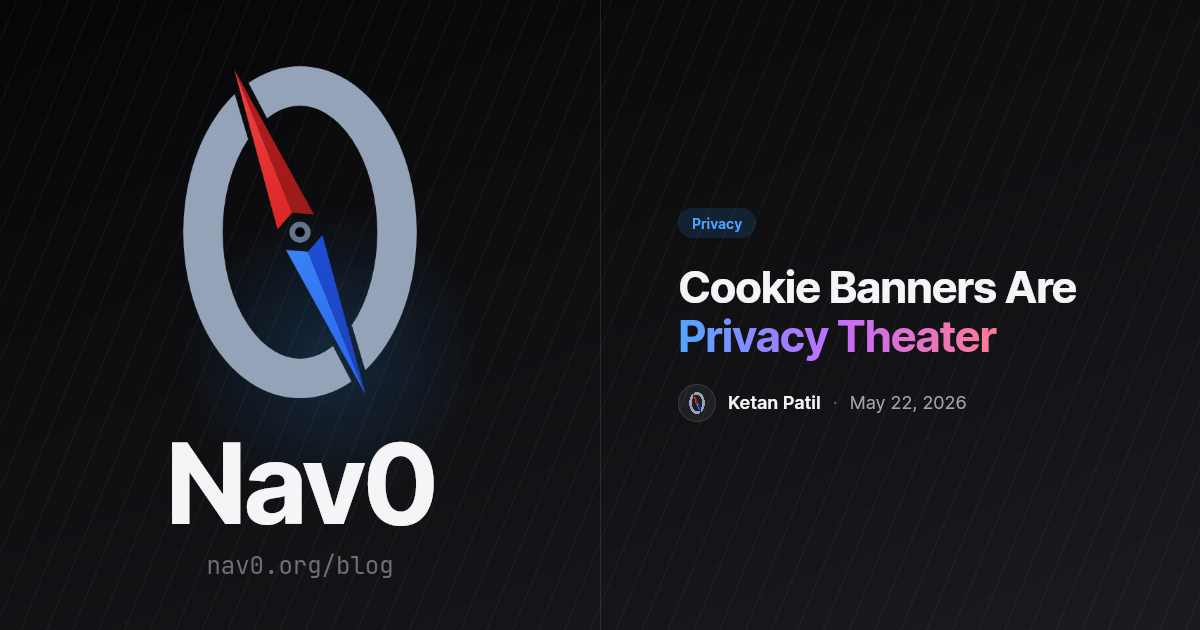 Nav0
nav0.org/blog
Privacy
Cookie Banners Are
Privacy Theater
Ketan Patil · May 22, 2026